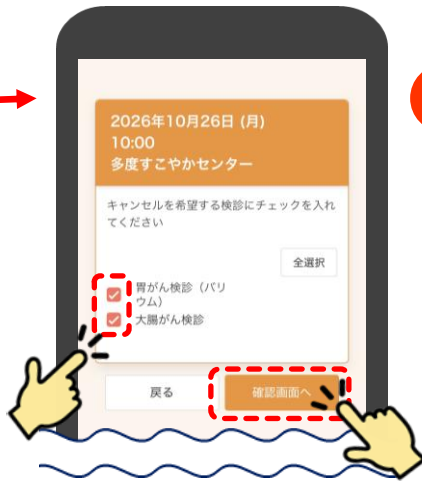 2026年10月26日 (月)
10:00
多度すこやかセンター
キャンセルを希望する検診にチェックを入れ
てください
全選択
胃がん検診（バリ
ウム）
大腸がん検診
戻る
確認画面へ